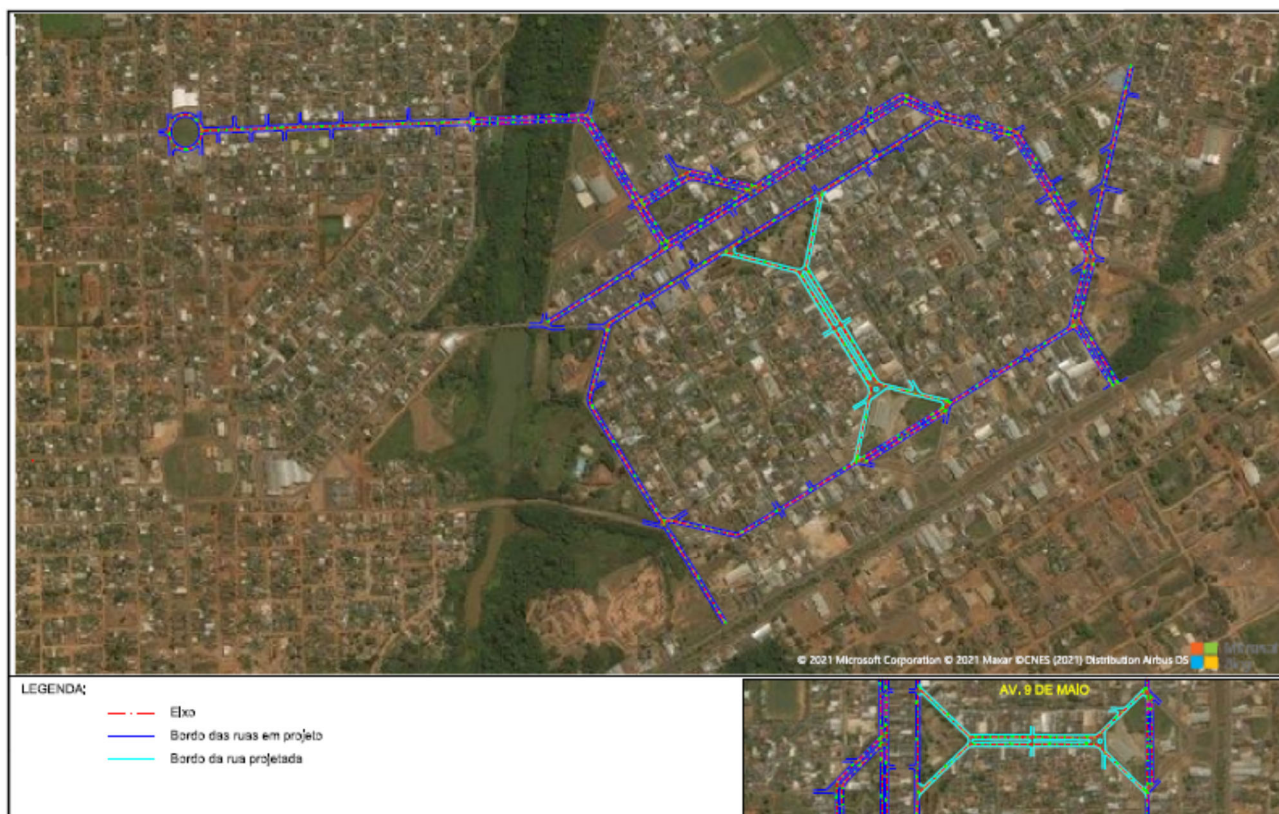 © 2021 Microsoft Corporation © 2021 Maxar ©CNES (2021) Distribution Airbus DS
LEGENDA:
Eixo
Bordo das ruas em projeto
Bordo da rua projetada
AV. 9 DE MAIO